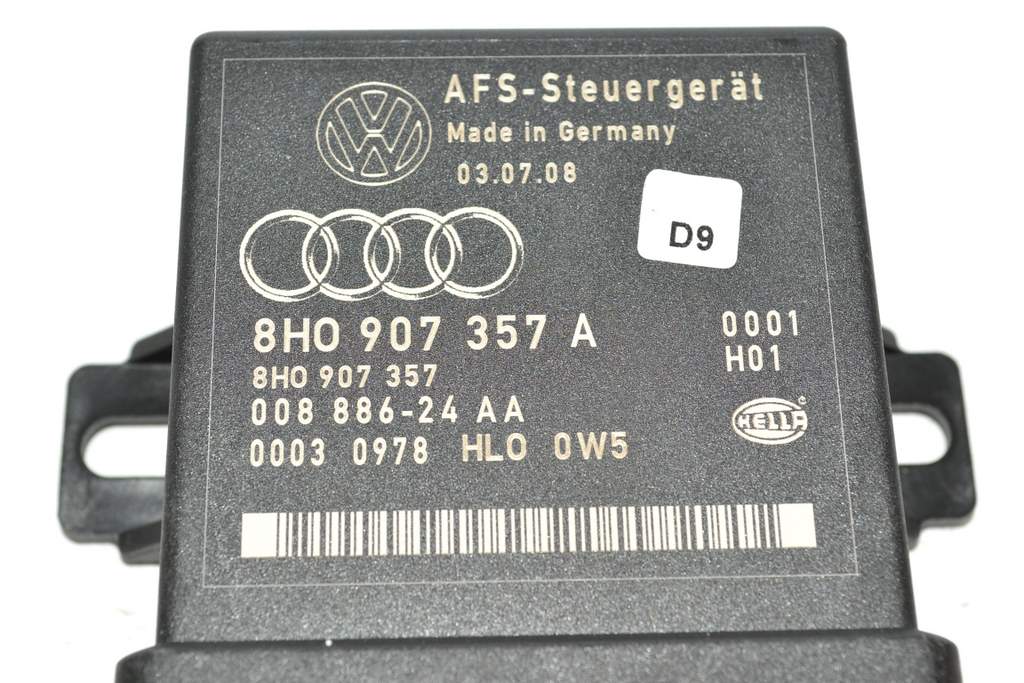 AFS-Steuergerät
Made in Germany
03.07.08
D9
8H0 907 357 A
0001
8H0 907 357
H01
008 886-24 AA
HELLA ©
0003 0978 HLO 0W5